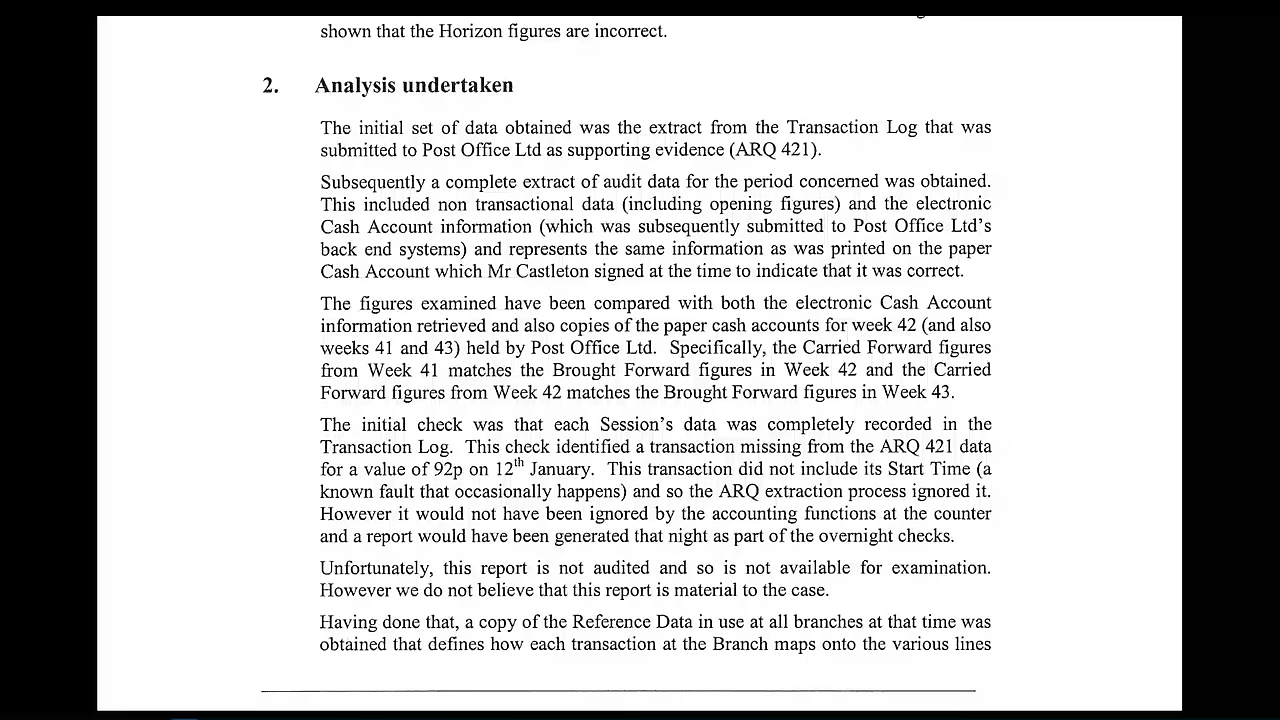 shown that the Horizon figures are incorrect.
2. Analysis undertaken
The initial set of data obtained was the extract from the Transaction Log that was
submitted to Post Office Ltd as supporting evidence (ARQ 421).
Subsequently a complete extract of audit data for the period concerned was obtained.
This included non transactional data (including opening figures) and the electronic
Cash Account information (which was subsequently submitted to Post Office Ltd's
back end systems) and represents the same information as was printed on the paper
Cash Account which Mr Castleton signed at the time to indicate that it was correct.
The figures examined have been compared with both the electronic Cash Account
information retrieved and also copies of the paper cash accounts for week 42 (and also
weeks 41 and 43) held by Post Office Ltd. Specifically, the Carried Forward figures
from Week 41 matches the Brought Forward figures in Week 42 and the Carried
Forward figures from Week 42 matches the Brought Forward figures in Week 43.
The initial check was that each Session's data was completely recorded in the
Transaction Log. This check identified a transaction missing from the ARQ 421 data
for a value of 92p on 12th January. This transaction did not include its Start Time (a
known fault that occasionally happens) and so the ARQ extraction process ignored it.
However it would not have been ignored by the accounting functions at the counter
and a report would have been generated that night as part of the overnight checks.
Unfortunately, this report is not audited and so is not available for examination.
However we do not believe that this report is material to the case.
Having done that, a copy of the Reference Data in use at all branches at that time was
obtained that defines how each transaction at the Branch maps onto the various lines